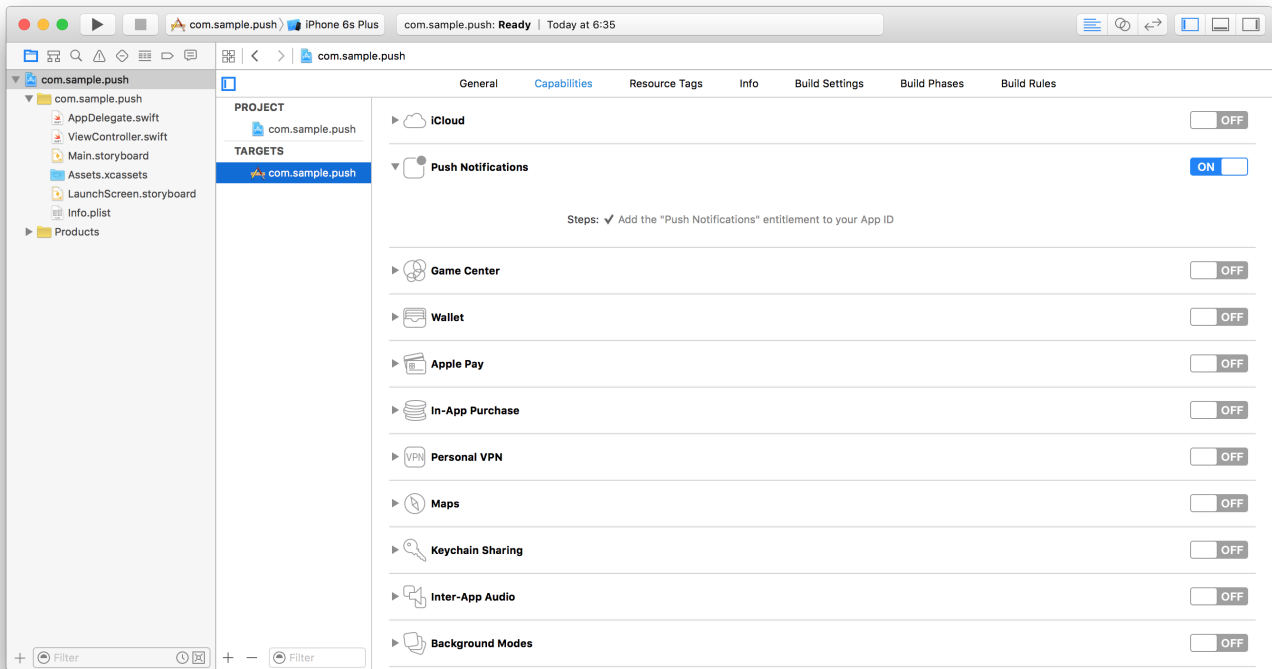 com.sample.push iPhone 6s Plus com.sample.push: Ready | Today at 6:35
com.sample.push
com.sample.push
com.sample.push
AppDelegate.swift
ViewController.swift
Main.storyboard
Assets.xcassets
LaunchScreen.storyboard
Info.plist
Products
Filter
General Capabilities Resource Tags Info Build Settings Build Phases Build Rules
PROJECT
com.sample.push
TARGETS
com.sample.push
Filter
iCloud OFF
Push Notifications ON
Steps: ✓ Add the "Push Notifications" entitlement to your App ID
Game Center OFF
Wallet OFF
Apple Pay OFF
In-App Purchase OFF
VPN Personal VPN OFF
Maps OFF
Keychain Sharing OFF
Inter-App Audio OFF
Background Modes OFF